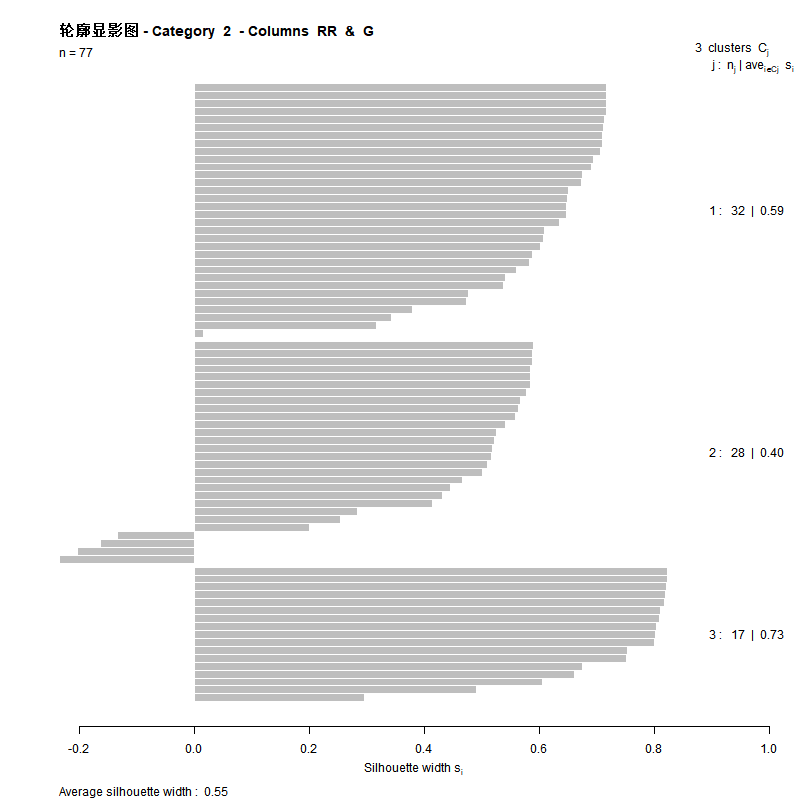 轮廓显影图 - Category 2 - Columns RR & G
n = 77
3 clusters Cj
j : nj | avei∈Cj si
1 : 32 | 0.59
2 : 28 | 0.40
3 : 17 | 0.73
-0.2 0.0 0.2 0.4 0.6 0.8 1.0
Silhouette width si
Average silhouette width : 0.55